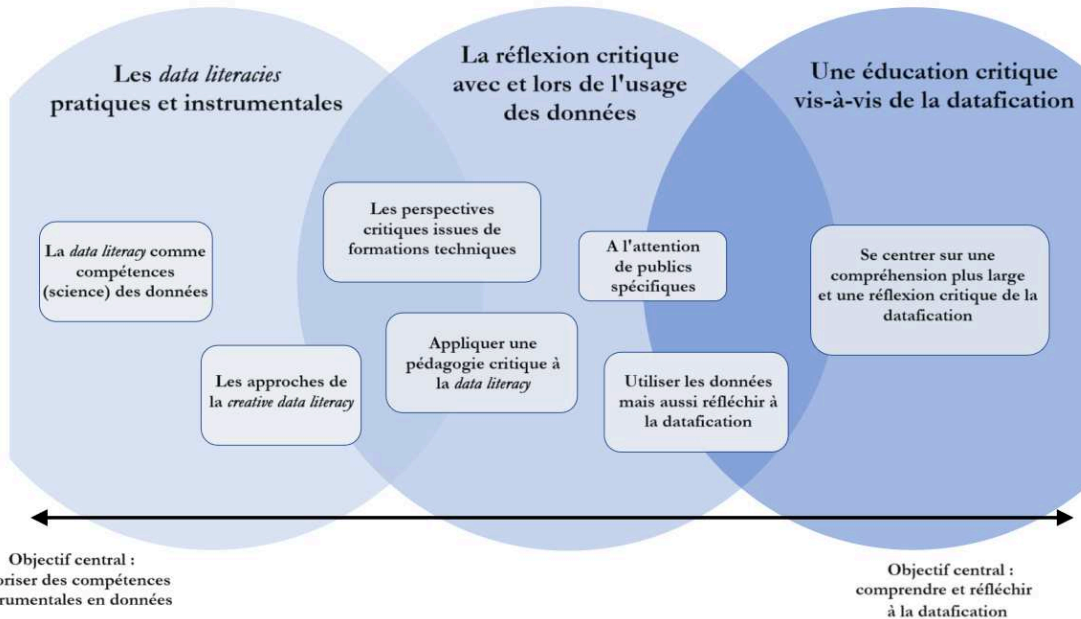 Les data literacies
pratiques et instrumentales
La réflexion critique
avec et lors de l'usage
des données
Une éducation critique
vis-à-vis de la datafication
La data literacy comme
compétences
(science) des données
Les approches de
la creative data literacy
Les perspectives
critiques issues de
formations techniques
Appliquer une
pédagogie critique à
la data literacy
A l'attention
de publics
spécifiques
Utiliser les données
mais aussi réfléchir à
la datafication
Se centrer sur une
compréhension plus large
et une réflexion critique de la
datafication
Objectif central :
oriser des compétences
rumentales en données
Objectif central :
comprendre et réfléchir
à la datafication